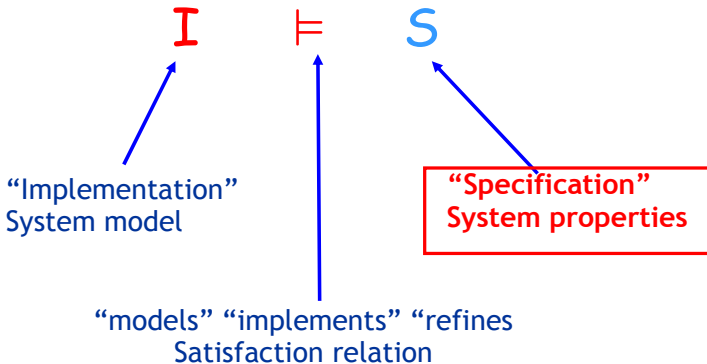 I ⊨ S
“Implementation”
System model
“Specification”
System properties
“models” “implements” “refines
Satisfaction relation